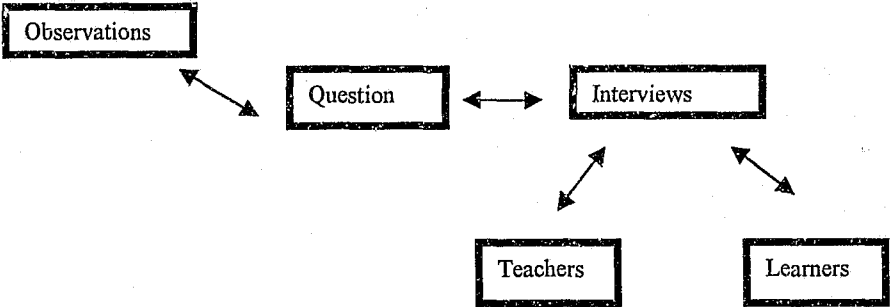 Observations
Question
Interviews
Teachers
Learners